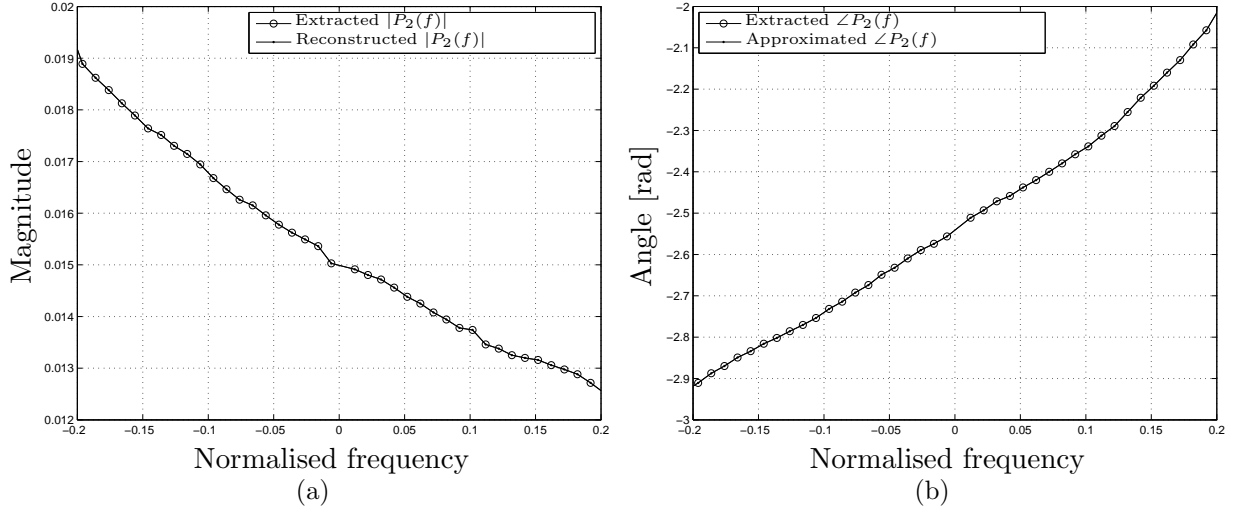 0.02
0.019
0.018
0.017
0.016
0.015
0.014
0.013
0.012
Magnitude
Extracted |P₂(f)|
Reconstructed |P₂(f)|
−0.2 −0.15 −0.1 −0.05 0 0.05 0.1 0.15 0.2
Normalised frequency
(a)
−2
−2.1
−2.2
−2.3
−2.4
−2.5
−2.6
−2.7
−2.8
−2.9
−3
Angle [rad]
Extracted ∠P₂(f)
Approximated ∠P₂(f)
−0.2 −0.15 −0.1 −0.05 0 0.05 0.1 0.15 0.2
Normalised frequency
(b)